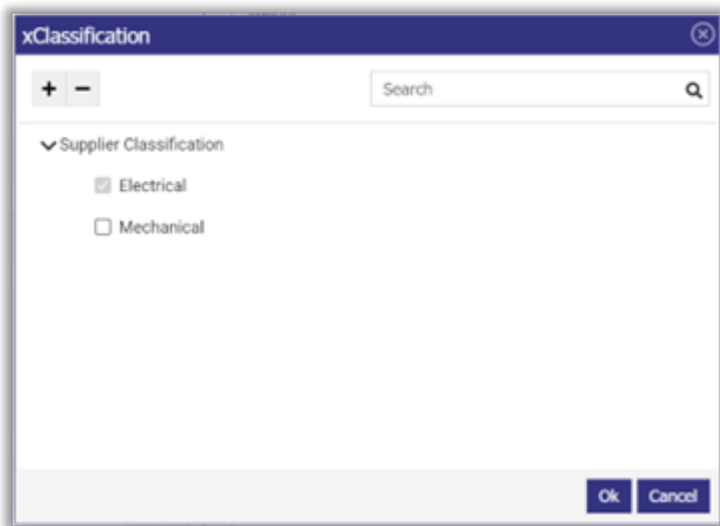 xClassification
Search
Supplier Classification
Electrical
Mechanical
Ok Cancel